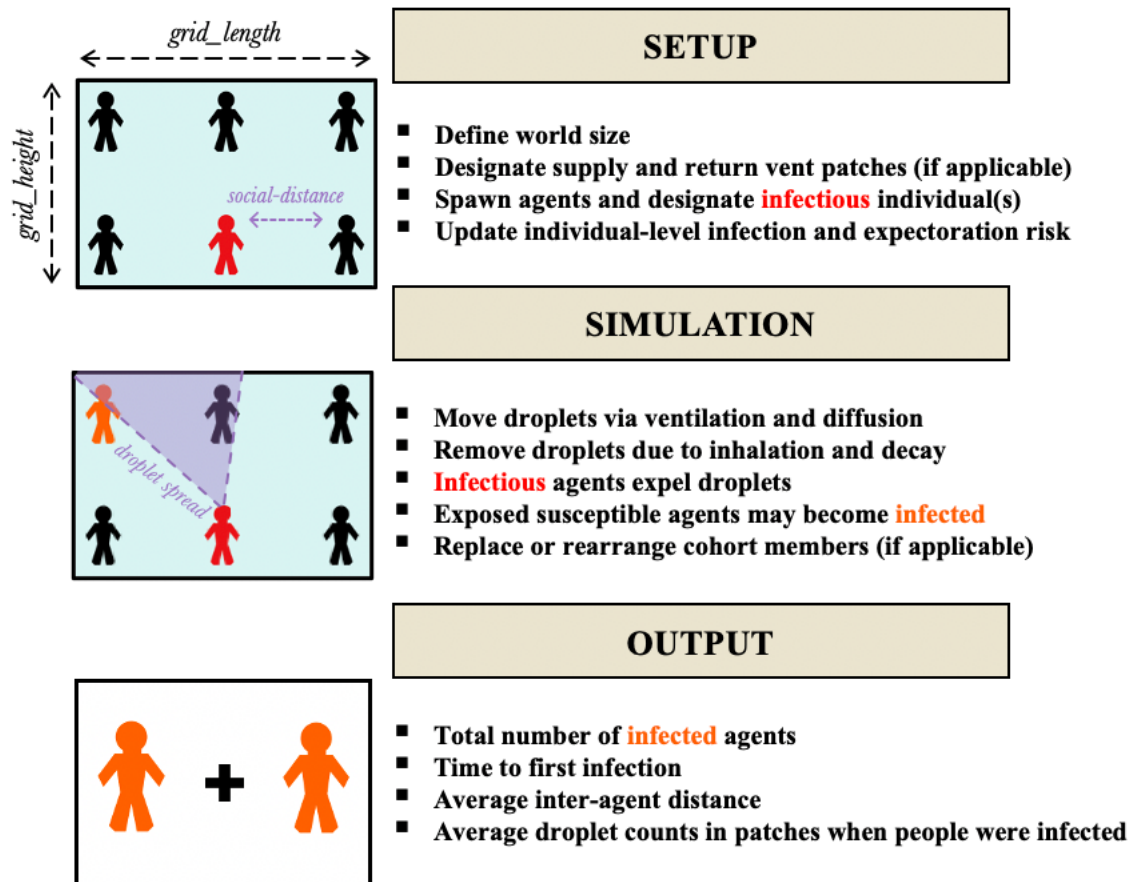 grid_length
grid_height
social-distance
SETUP
▪ Define world size
▪ Designate supply and return vent patches (if applicable)
▪ Spawn agents and designate infectious individual(s)
▪ Update individual-level infection and expectoration risk
droplet spread
SIMULATION
▪ Move droplets via ventilation and diffusion
▪ Remove droplets due to inhalation and decay
▪ Infectious agents expel droplets
▪ Exposed susceptible agents may become infected
▪ Replace or rearrange cohort members (if applicable)
+
OUTPUT
▪ Total number of infected agents
▪ Time to first infection
▪ Average inter-agent distance
▪ Average droplet counts in patches when people were infected